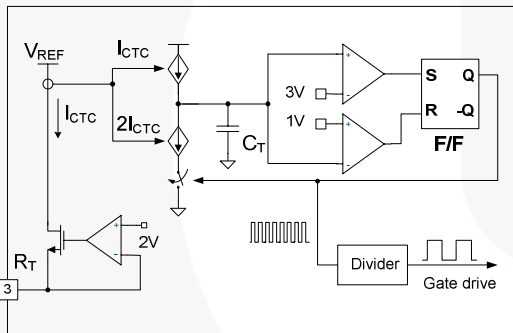 VREF
ICTC
ICTC
2ICTC
CT
3V
1V
+
-
+
-
S Q
R -Q
F/F
RT
+
-
2V
3
Divider
Gate drive